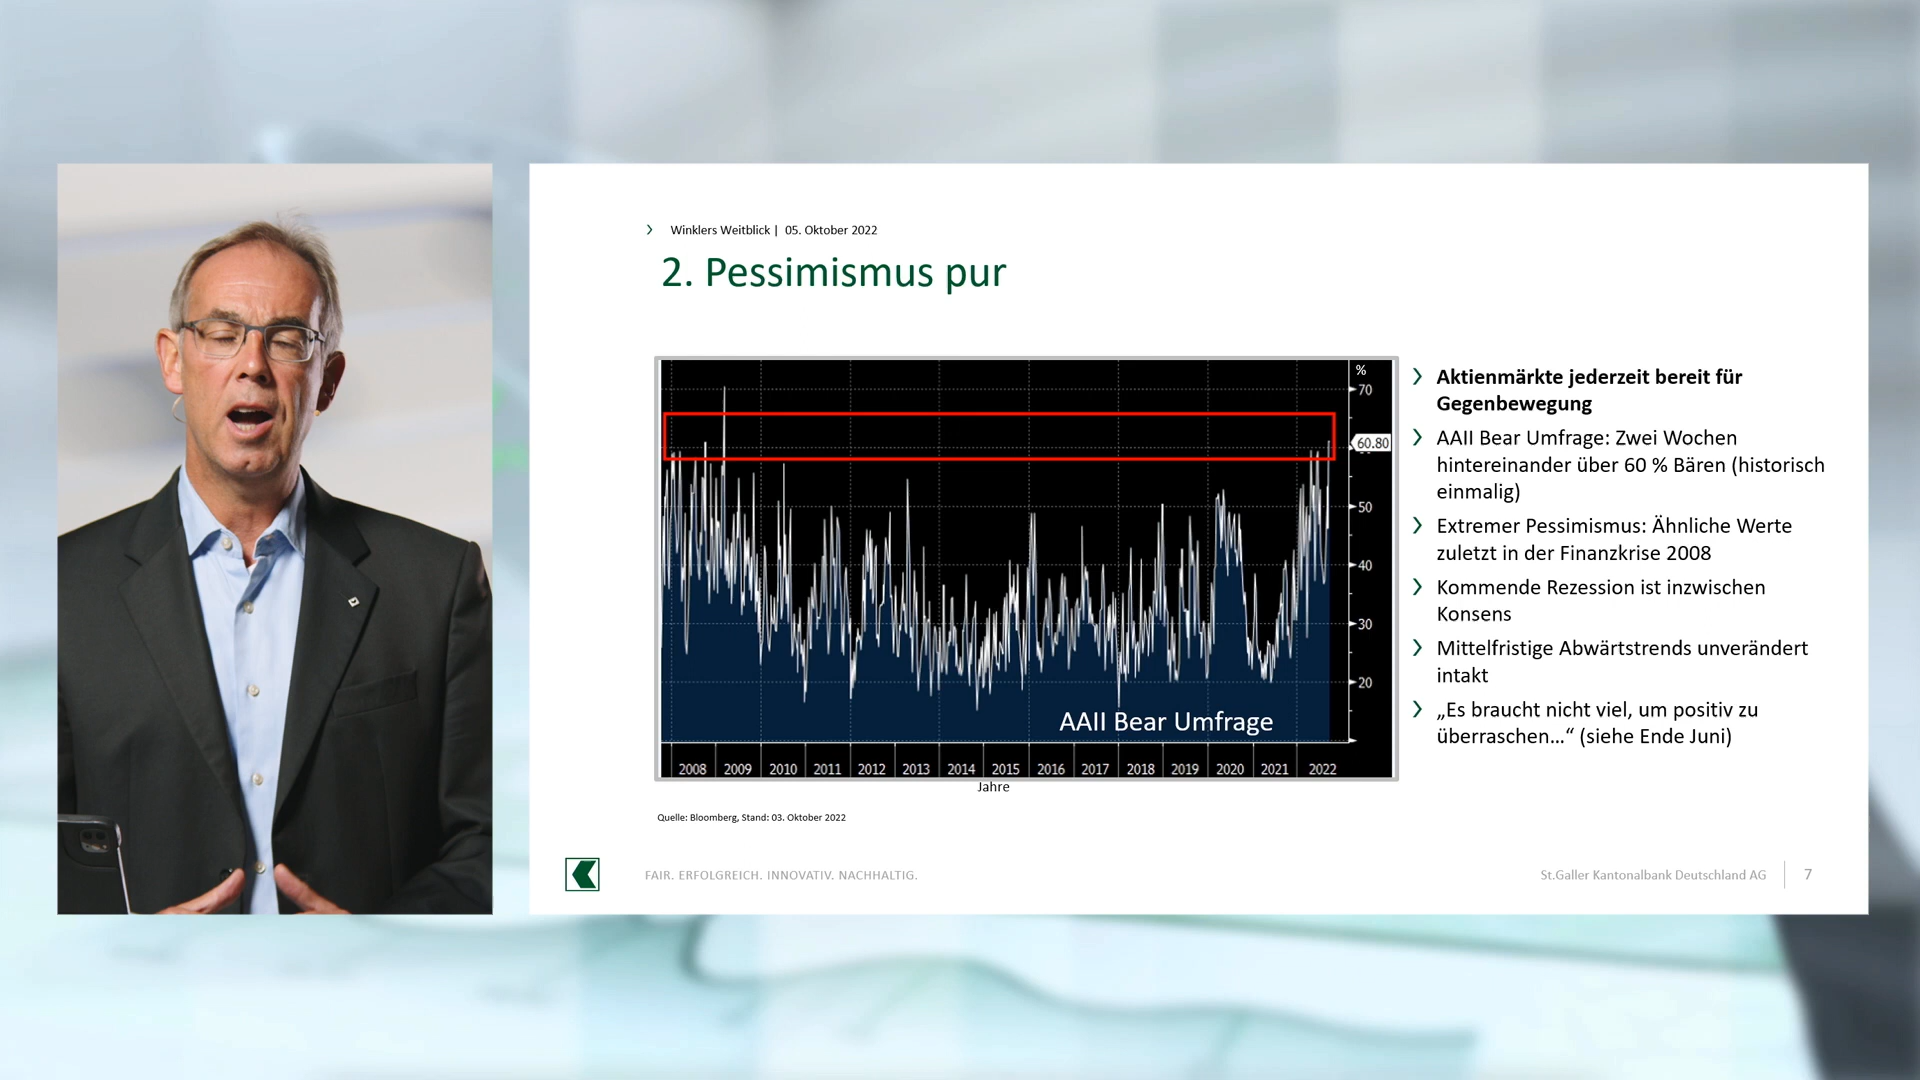 Winklers Weitblick | 05. Oktober 2022
2. Pessimismus pur
%
70
60.80
50
40
30
20
AAII Bear Umfrage
2008 2009 2010 2011 2012 2013 2014 2015 2016 2017 2018 2019 2020 2021 2022
Jahre
Quelle: Bloomberg, Stand: 03. Oktober 2022
Aktienmärkte jederzeit bereit für
Gegenbewegung
AAII Bear Umfrage: Zwei Wochen
hintereinander über 60 % Bären (historisch
einmalig)
Extremer Pessimismus: Ähnliche Werte
zuletzt in der Finanzkrise 2008
Kommende Rezession ist inzwischen
Konsens
Mittelfristige Abwärtstrends unverändert
intakt
„Es braucht nicht viel, um positiv zu
überraschen...“ (siehe Ende Juni)
FAIR. ERFOLGREICH. INNOVATIV. NACHHALTIG.
St.Galler Kantonalbank Deutschland AG 7